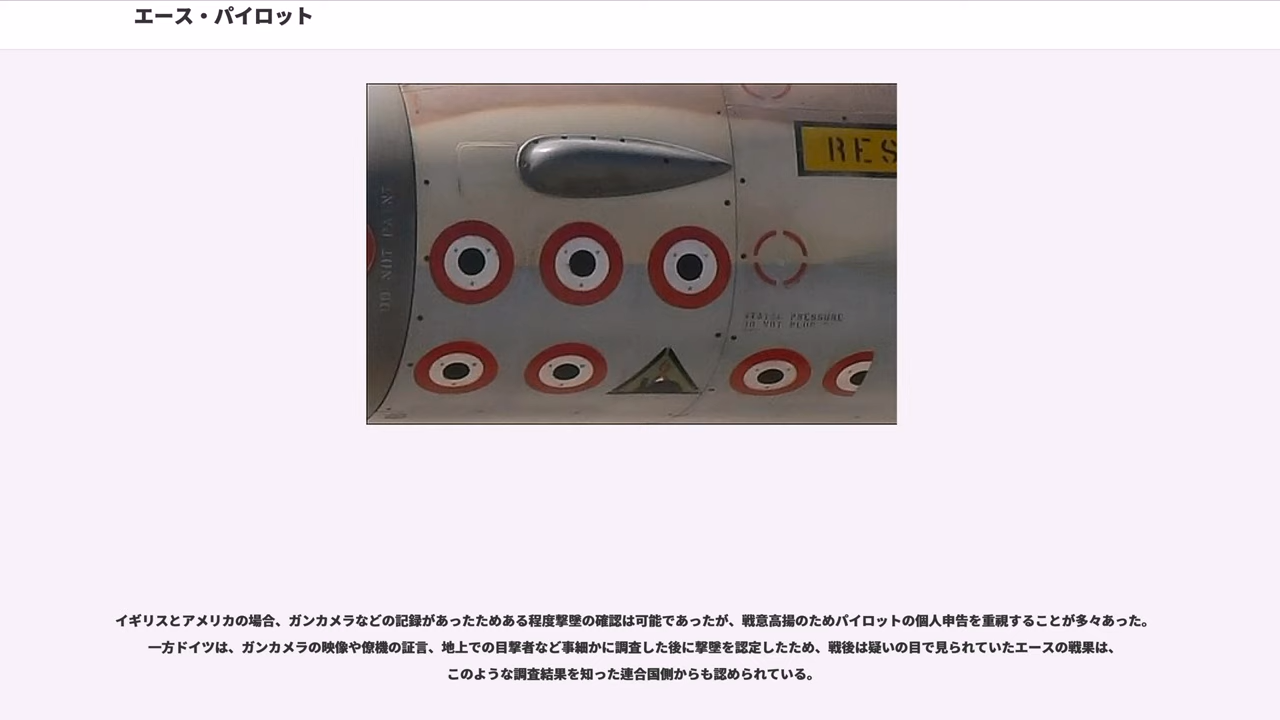 エース・パイロット
RES
DO NOT PAINT
STATIC PRESSURE
DO NOT PLUG
イギリスとアメリカの場合、ガンカメラなどの記録があったためある程度撃墜の確認は可能であったが、戦意高揚のためパイロットの個人申告を重視することが多々あった。
一方ドイツは、ガンカメラの映像や僚機の証言、地上での目撃者など事細かに調査した後に撃墜を認定したため、戦後は疑いの目で見られていたエースの戦果は、
このような調査結果を知った連合国側からも認められている。